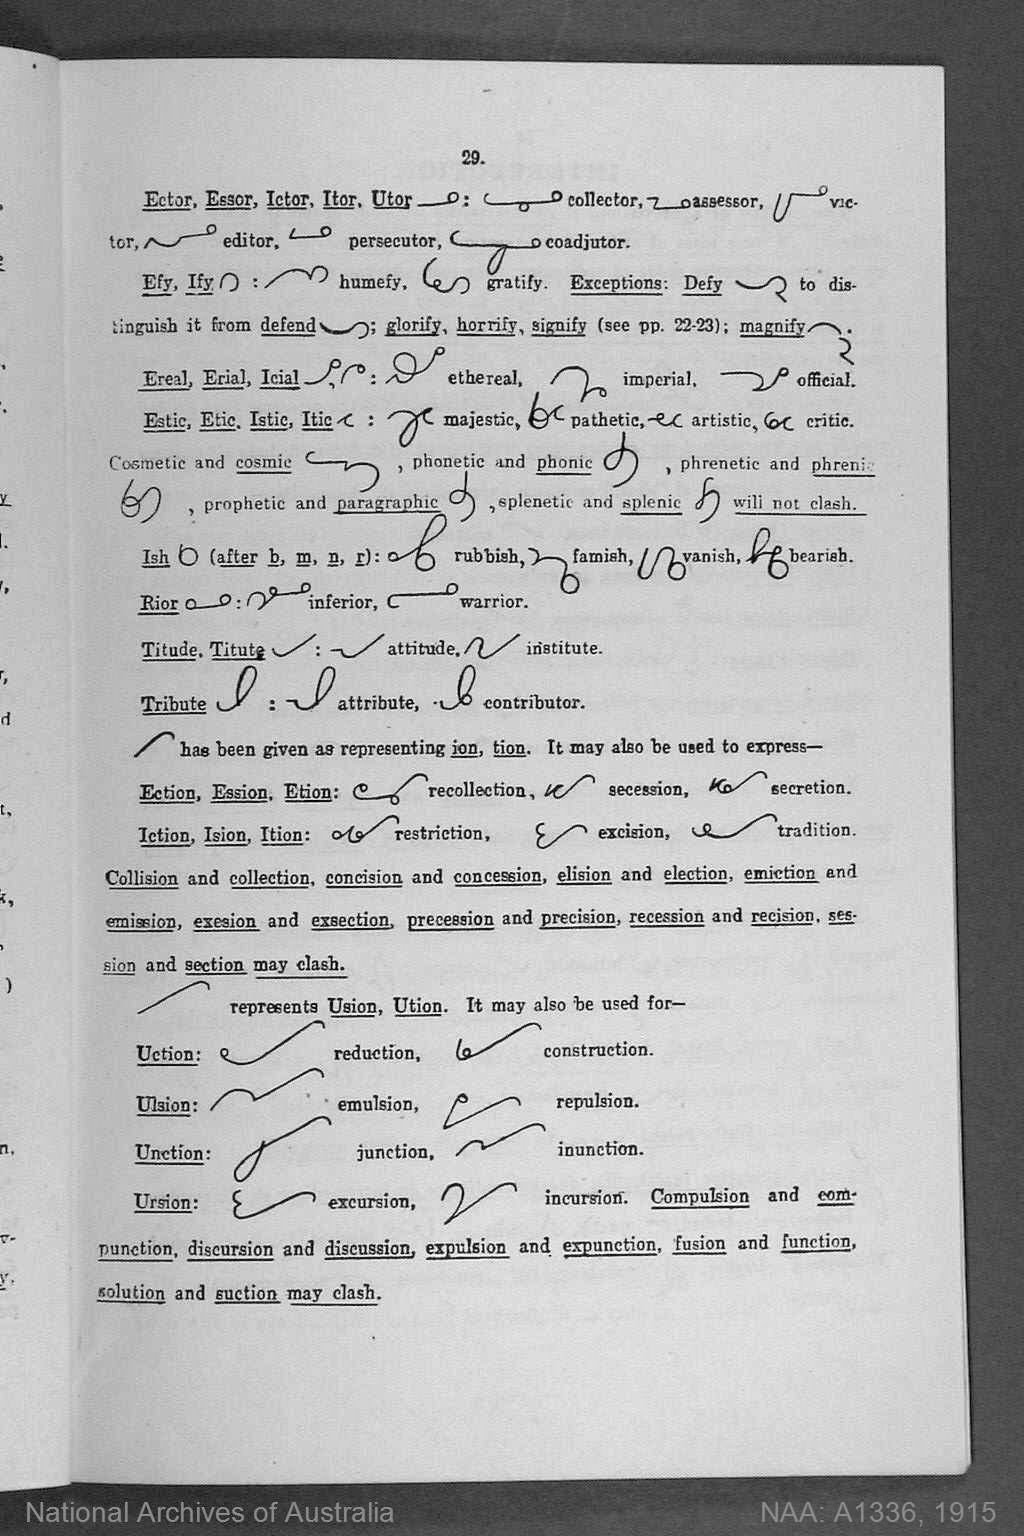 29.
Ector, Essor, Ictor, Itor, Utor : collector, assessor, vic-
tor, editor, persecutor, coadjutor.
Efy, Ify : humefy, gratify. Exceptions: Defy to dis-
tinguish it from defend ; glorify, horrify, signify (see pp. 22-23); magnify .
Ereal, Erial, Icial , : ethereal, imperial, official.
Estic, Etic, Istic, Itic : majestic, pathetic, artistic, critic.
Cosmetic and cosmic , phonetic and phonic , phrenetic and phrenic
, prophetic and paragraphic , splenetic and splenic will not clash.
Ish (after b, m, n, r): rubbish, famish, vanish, bearish.
Rior : inferior, warrior.
Titude, Titute : attitude, institute.
Tribute : attribute, contributor.
has been given as representing ion, tion. It may also be used to express—
Ection, Ession, Etion: recollection, secession, secretion.
Iction, Ision, Ition: restriction, excision, tradition.
Collision and collection, concision and concession, elision and election, emiction and
emission, exesion and exsection, precession and precision, recession and recision, ses-
sion and section may clash.
represents Usion, Ution. It may also be used for—
Uction: reduction, construction.
Ulsion: emulsion, repulsion.
Unction: junction, inunction.
Ursion: excursion, incursion. Compulsion and com-
punction, discursion and discussion, expulsion and expunction, fusion and function,
solution and suction may clash.
National Archives of Australia
NAA: A1336, 1915